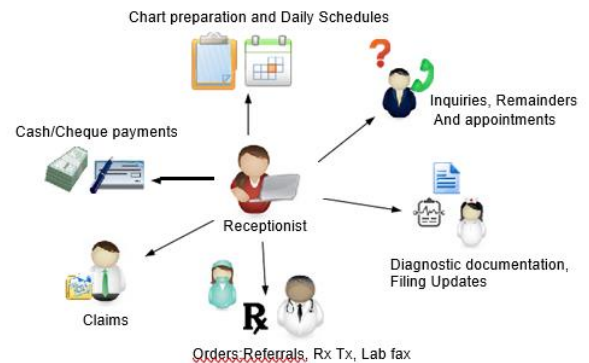 Chart preparation and Daily Schedules
Inquiries, Remainders
And appointments
Cash/Cheque payments
Receptionist
Diagnostic documentation,
Filing Updates
Claims
Rx
Orders:Referrals, Rx Tx, Lab fax